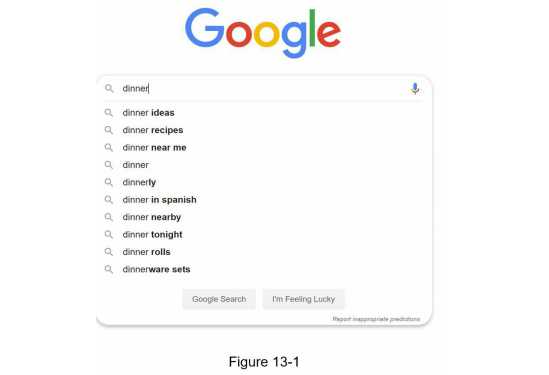 Google
dinner
dinner ideas
dinner recipes
dinner near me
dinner
dinnerly
dinner in spanish
dinner nearby
dinner tonight
dinner rolls
dinnerware sets
Google Search I'm Feeling Lucky
Report inappropriate predictions
Figure 13-1